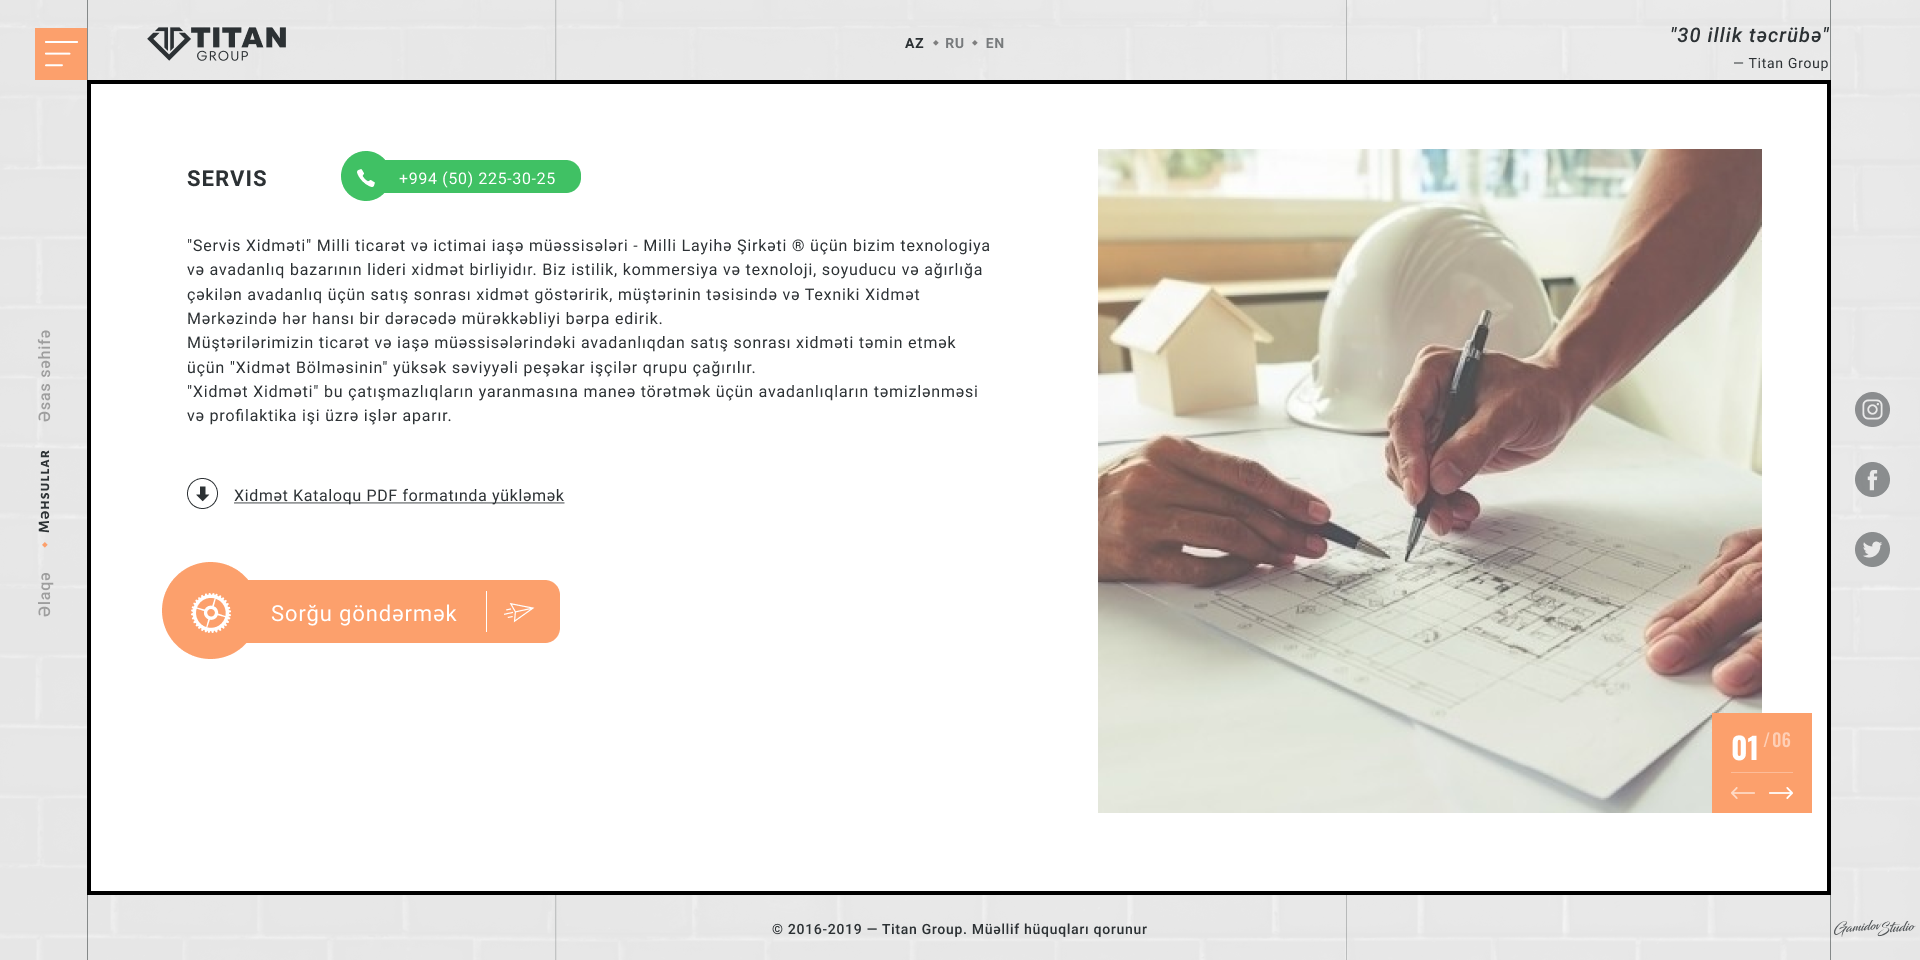 TITAN
GROUP
AZ • RU • EN
"30 illik təcrübə"
— Titan Group
SERVIS
+994 (50) 225-30-25
"Servis Xidməti" Milli ticarət və ictimai iaşə müəssisələri - Milli Layihə Şirkəti ® üçün bizim texnologiya
və avadanlıq bazarının lideri xidmət birliyidır. Biz istilik, kommersiya və texnoloji, soyuducu və ağırlığa
çəkilən avadanlıq üçün satış sonrası xidmət göstəririk, müştərinin təsisində və Texniki Xidmət
Mərkəzində hər hansı bir dərəcədə mürəkkəbliyi bərpa edirik.
Müştərilərimizin ticarət və iaşə müəssisələrindəki avadanlıqdan satış sonrası xidməti təmin etmək
üçün "Xidmət Bölməsinin" yüksək səviyyəli peşəkar işçilər qrupu çağırılır.
"Xidmət Xidməti" bu çatışmazlıqların yaranmasına maneə törətmək üçün avadanlıqların təmizlənməsi
və profilaktika işi üzrə işlər aparır.
Xidmət Kataloqu PDF formatında yükləmək
Sorğu göndərmək
Əsas səhifə
• MəHSULLAR
Əlaqə
01 / 06
© 2016-2019 — Titan Group. Müəllif hüquqları qorunur
Gamidov Studio